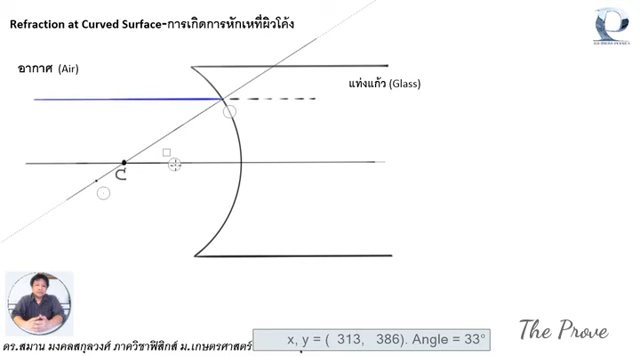 Refraction at Curved Surface-การเกิดการหักเหที่ผิวโค้ง
อากาศ (Air)
แท่งแก้ว (Glass)
C
The Prove
ดร.สมาน มงคลสกุลวงศ์ ภาควิชาฟิสิกส์ ม.เกษตรศาสตร์
x, y = ( 313, 386). Angle = 33°